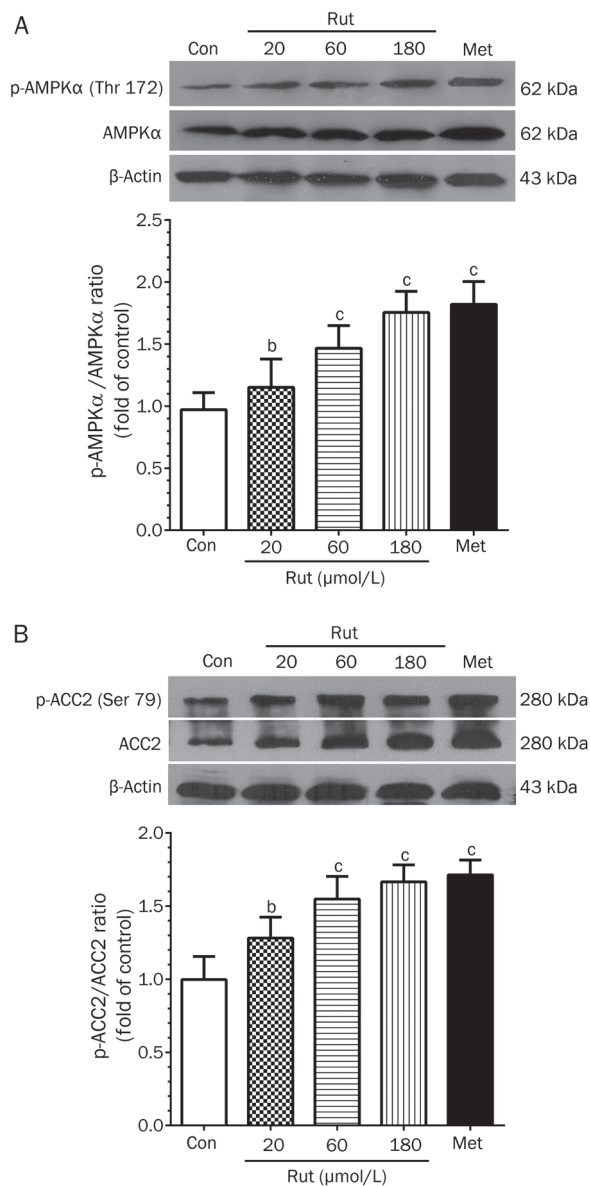 A
Rut
Con 20 60 180 Met
p-AMPKα (Thr 172) 62 kDa
AMPKα 62 kDa
β-Actin 43 kDa
p-AMPKα/AMPKα ratio
(fold of control)
2.5
2.0
1.5
1.0
0.5
0.0
b
c
c
c
Con 20 60 180 Met
Rut (µmol/L)
B
Rut
Con 20 60 180 Met
p-ACC2 (Ser 79) 280 kDa
ACC2 280 kDa
β-Actin 43 kDa
p-ACC2/ACC2 ratio
(fold of control)
2.0
1.5
1.0
0.5
0.0
b
c
c
c
Con 20 60 180 Met
Rut (µmol/L)